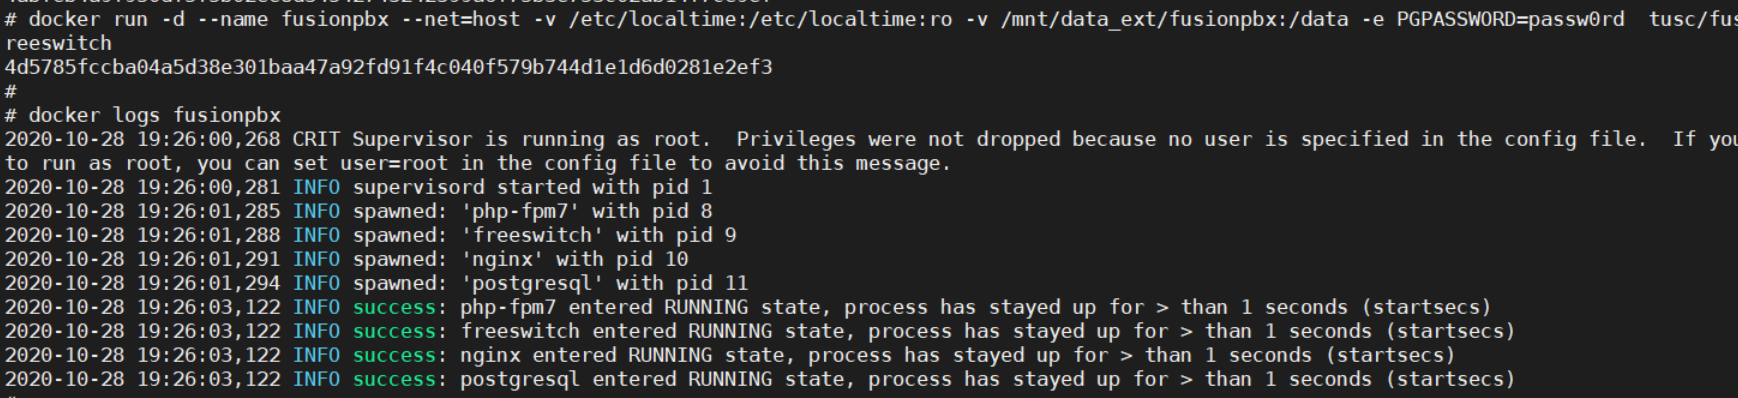 # docker run -d --name fusionpbx --net=host -v /etc/localtime:/etc/localtime:ro -v /mnt/data_ext/fusionpbx:/data -e PGPASSWORD=passw0rd  tusc/fus
reeswitch
4d5785fccba04a5d38e301baa47a92fd91f4c040f579b744d1e1d6d0281e2ef3
#
# docker logs fusionpbx
2020-10-28 19:26:00,268 CRIT Supervisor is running as root.  Privileges were not dropped because no user is specified in the config file.  If you
to run as root, you can set user=root in the config file to avoid this message.
2020-10-28 19:26:00,281 INFO supervisord started with pid 1
2020-10-28 19:26:01,285 INFO spawned: 'php-fpm7' with pid 8
2020-10-28 19:26:01,288 INFO spawned: 'freeswitch' with pid 9
2020-10-28 19:26:01,291 INFO spawned: 'nginx' with pid 10
2020-10-28 19:26:01,294 INFO spawned: 'postgresql' with pid 11
2020-10-28 19:26:03,122 INFO success: php-fpm7 entered RUNNING state, process has stayed up for > than 1 seconds (startsecs)
2020-10-28 19:26:03,122 INFO success: freeswitch entered RUNNING state, process has stayed up for > than 1 seconds (startsecs)
2020-10-28 19:26:03,122 INFO success: nginx entered RUNNING state, process has stayed up for > than 1 seconds (startsecs)
2020-10-28 19:26:03,122 INFO success: postgresql entered RUNNING state, process has stayed up for > than 1 seconds (startsecs)